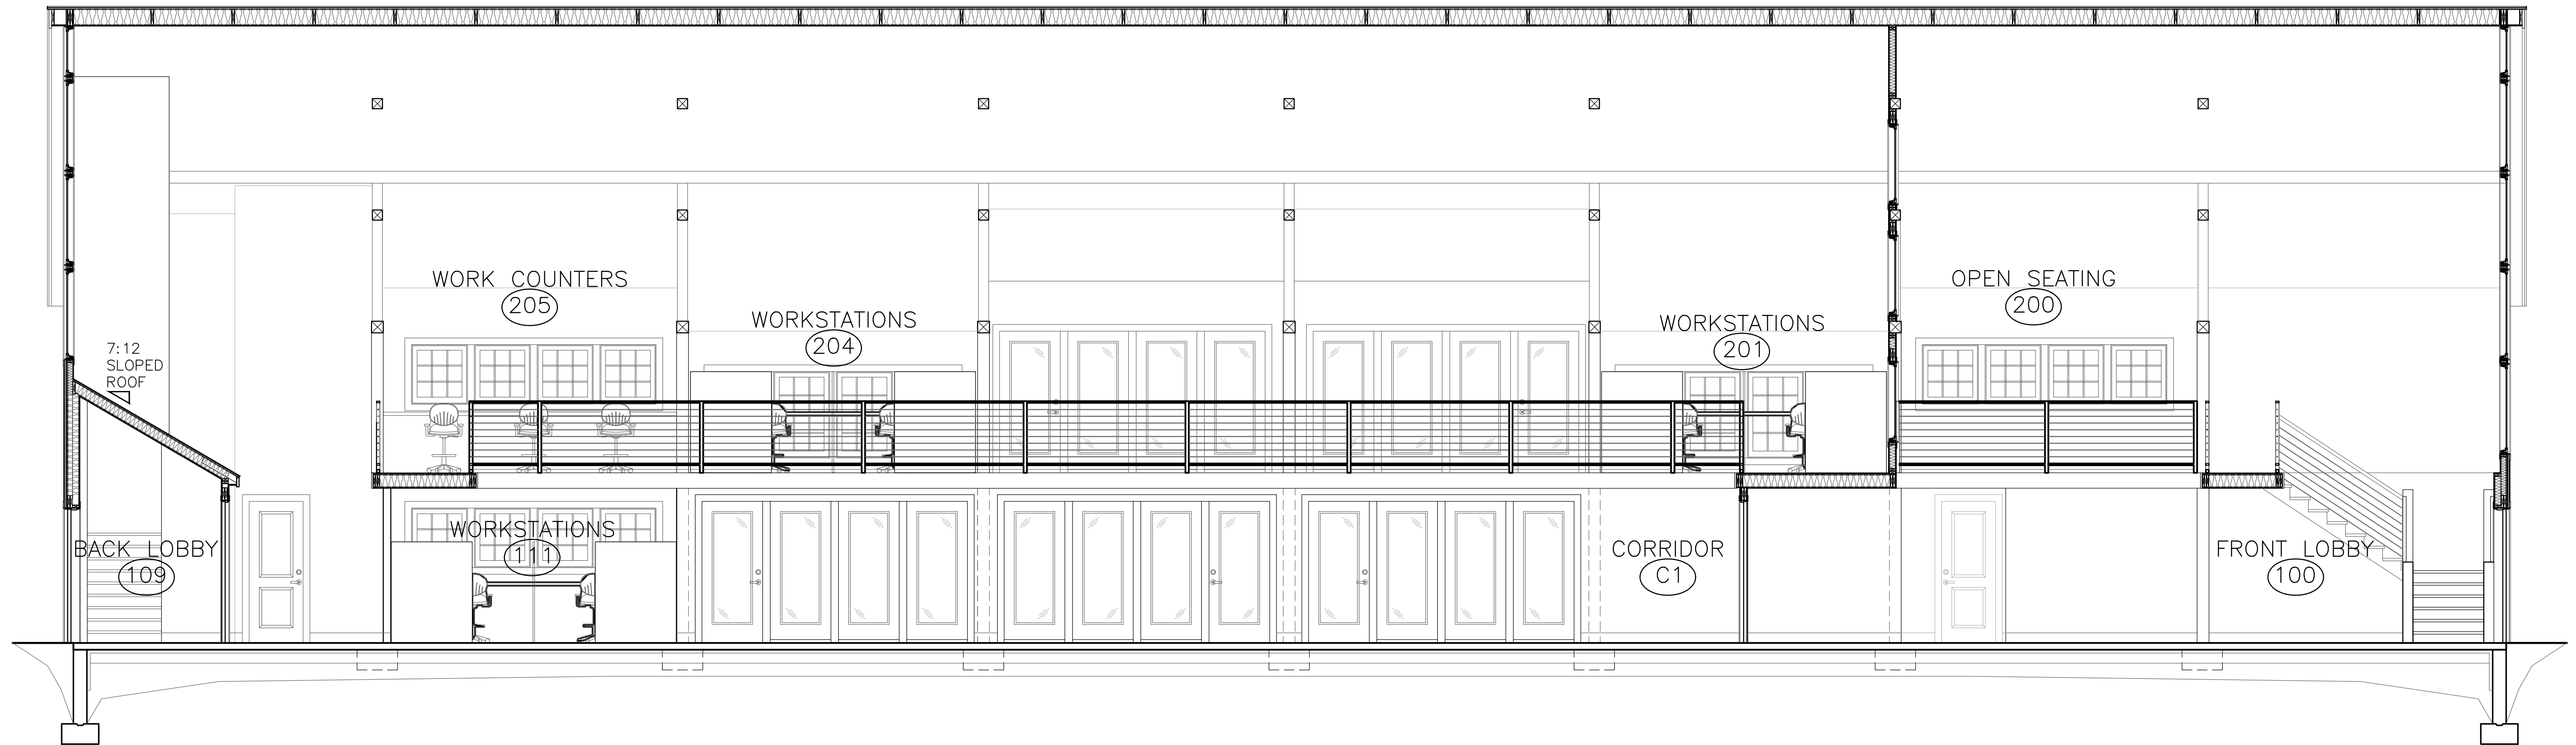 WORK COUNTERS
205
WORKSTATIONS
204
WORKSTATIONS
201
OPEN SEATING
200
7:12
SLOPED
ROOF
BACK LOBBY
109
WORKSTATIONS
111
CORRIDOR
C1
FRONT LOBBY
100